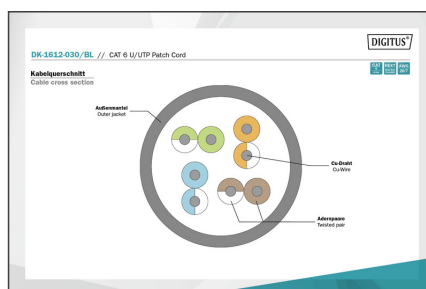 DIGITUS®
DK-1612-030/BL // CAT 6 U/UTP Patch Cord
Kabelquerschnitt
Cable cross section
Außenmantel
Outer jacket
Cu-Draht
Cu-Wire
Adernpaare
Twisted pair